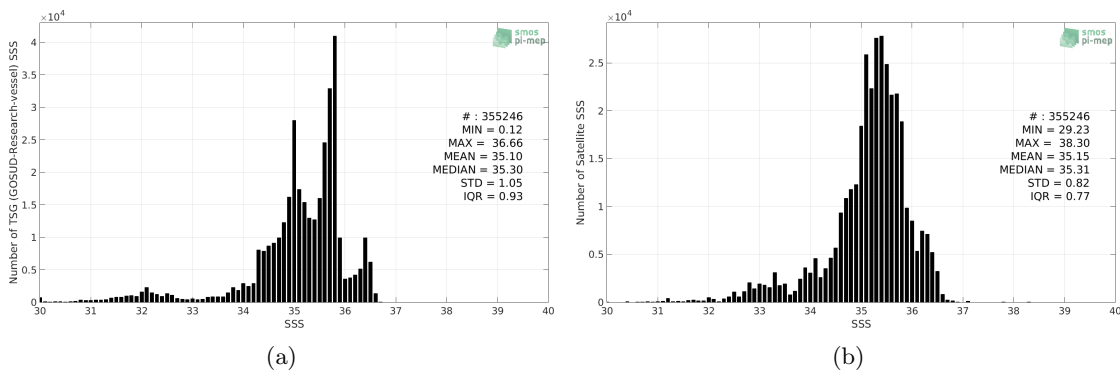 ×10⁴
4
3.5
3
2.5
2
1.5
1
0.5
0
Number of TSG (GOSUD-Research-vessel) SSS
30 31 32 33 34 35 36 37 38 39 40
SSS
smos
pi-mep
# : 355246
MIN = 0.12
MAX = 36.66
MEAN = 35.10
MEDIAN = 35.30
STD = 1.05
IQR = 0.93
(a)
×10⁴
2.5
2
1.5
1
0.5
0
Number of Satellite SSS
30 31 32 33 34 35 36 37 38 39 40
SSS
smos
pi-mep
# : 355246
MIN = 29.23
MAX = 38.30
MEAN = 35.15
MEDIAN = 35.31
STD = 0.82
IQR = 0.77
(b)